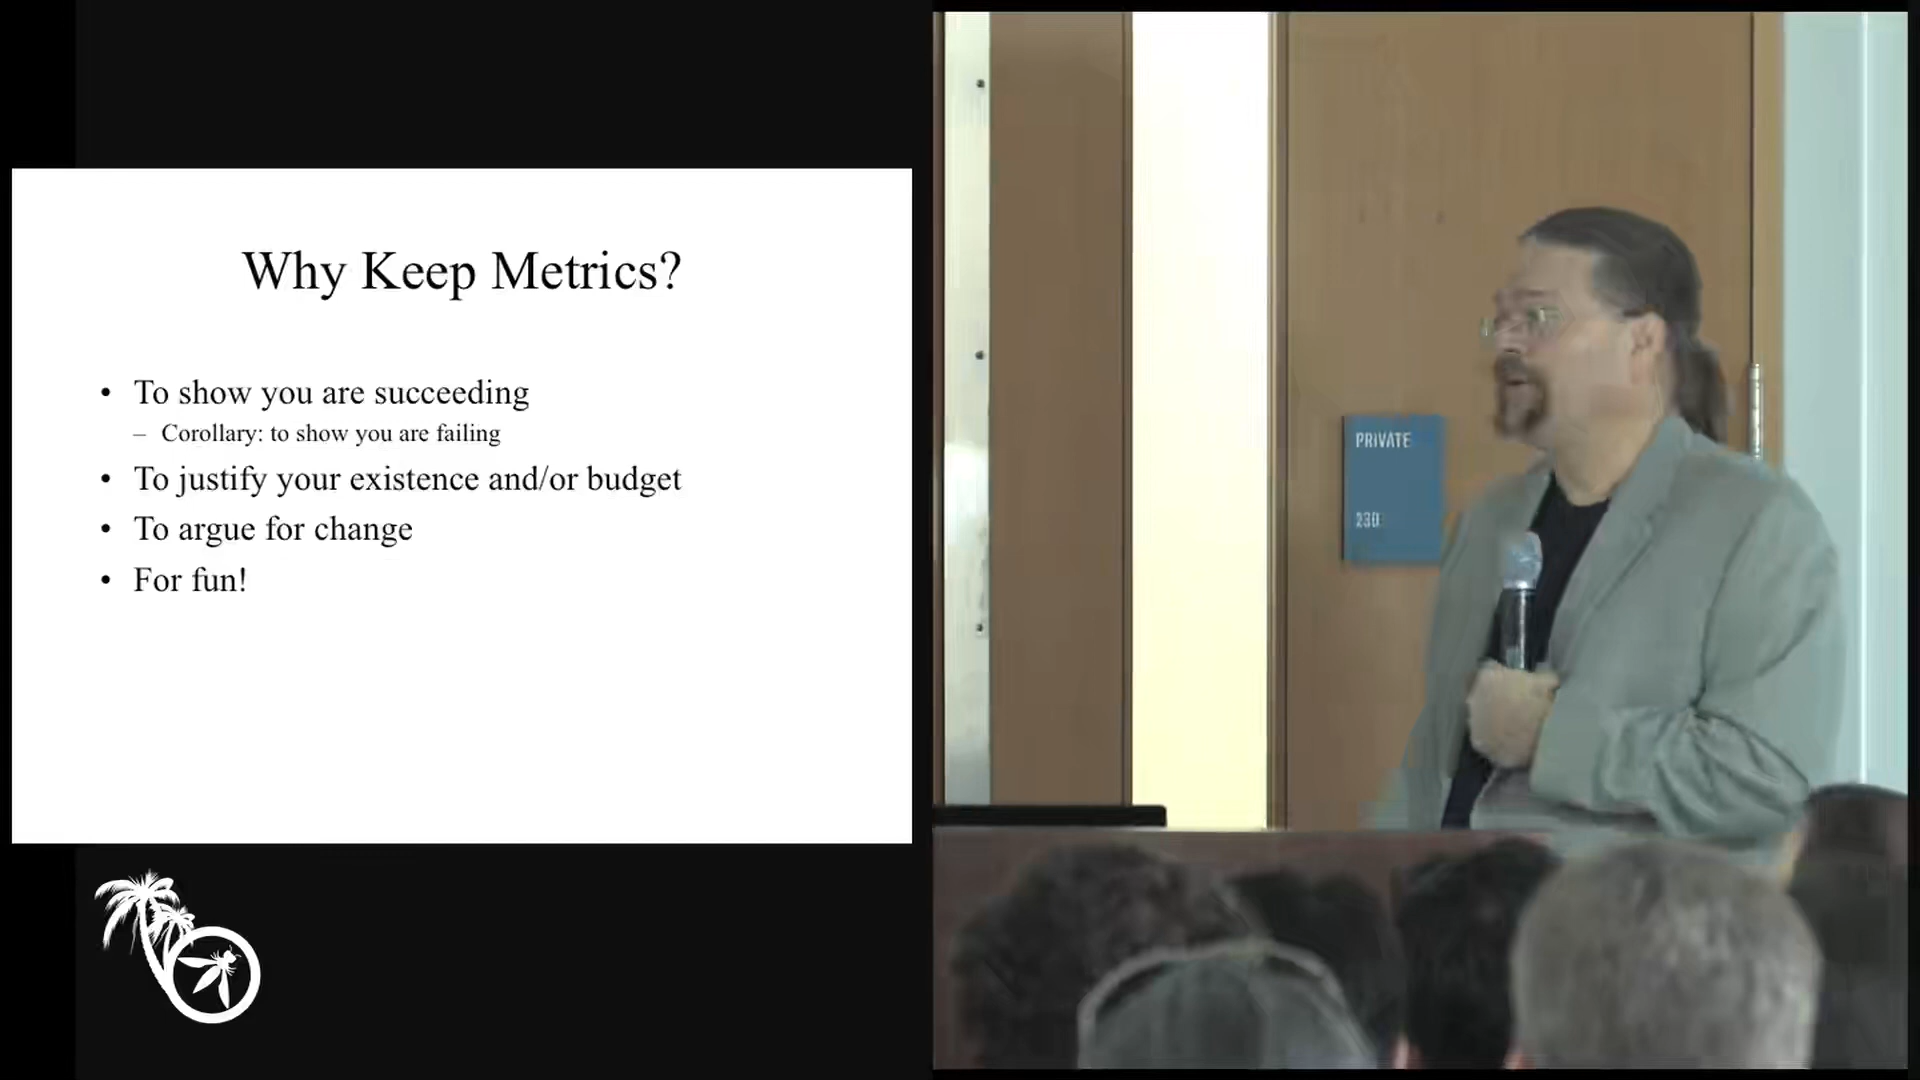 Why Keep Metrics?
• To show you are succeeding
– Corollary: to show you are failing
• To justify your existence and/or budget
• To argue for change
• For fun!
PRIVATE